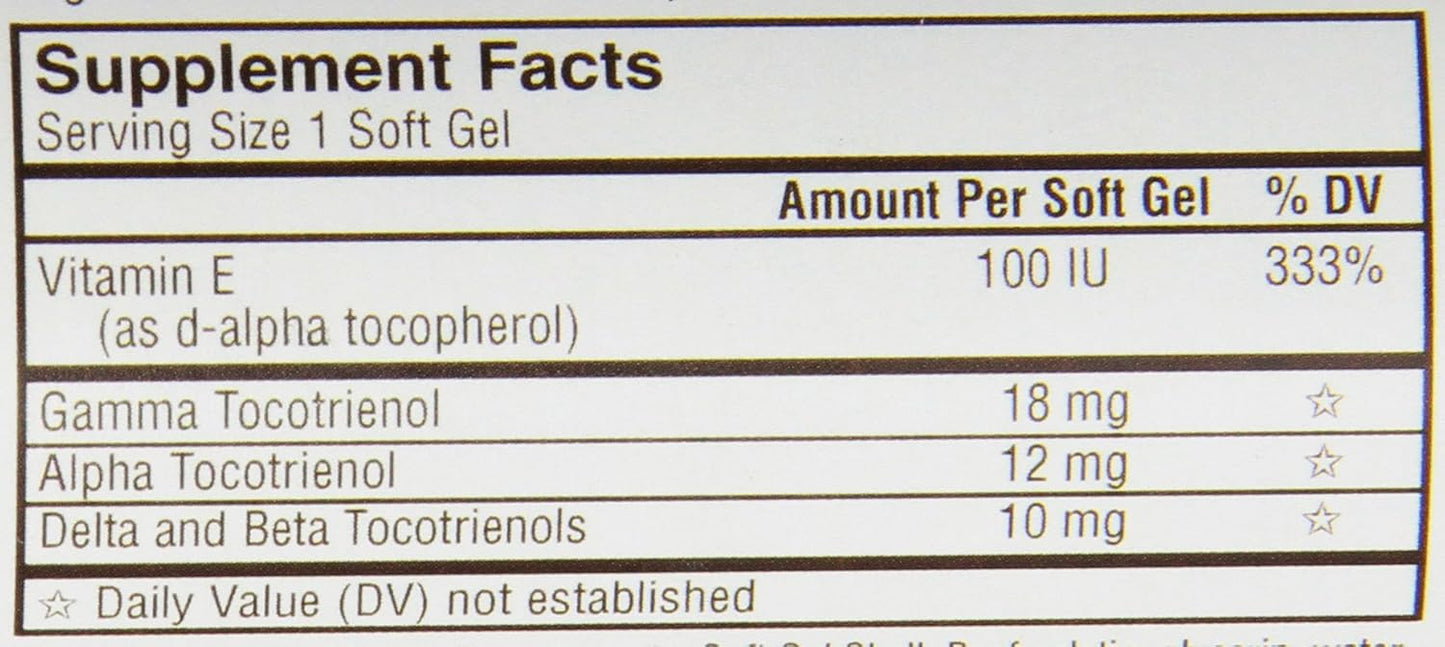 Supplement Facts
Serving Size 1 Soft Gel
Amount Per Soft Gel % DV
Vitamin E 100 IU 333%
(as d-alpha tocopherol)
Gamma Tocotrienol 18 mg ☆
Alpha Tocotrienol 12 mg ☆
Delta and Beta Tocotrienols 10 mg ☆
☆ Daily Value (DV) not established